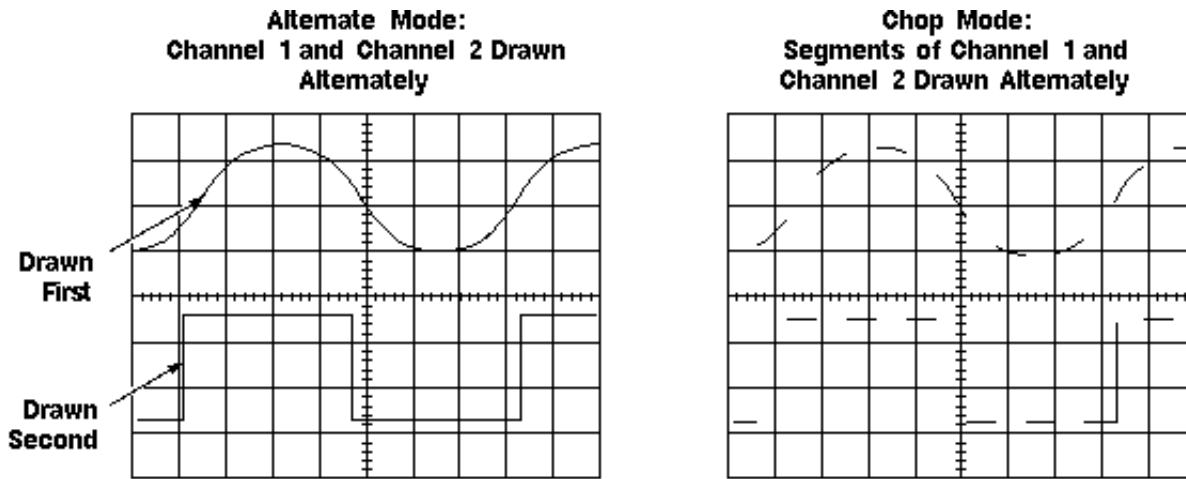 Alternate Mode:
Channel 1 and Channel 2 Drawn
Alternately
Chop Mode:
Segments of Channel 1 and
Channel 2 Drawn Alternately
Drawn
First
Drawn
Second